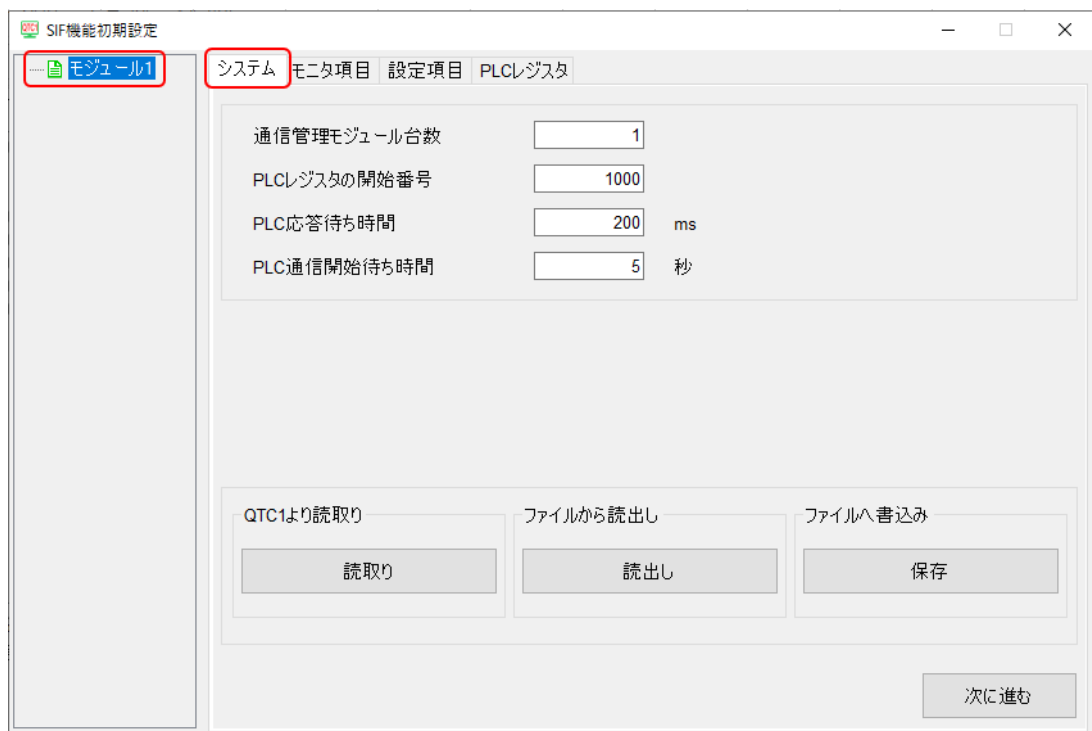 QTC1 SIF機能初期設定
モジュール1
システム モニタ項目 設定項目 PLCレジスタ
通信管理モジュール台数 1
PLCレジスタの開始番号 1000
PLC応答待ち時間 200 ms
PLC通信開始待ち時間 5 秒
QTC1より読取り ファイルから読出し ファイルへ書込み
読取り 読出し 保存
次に進む